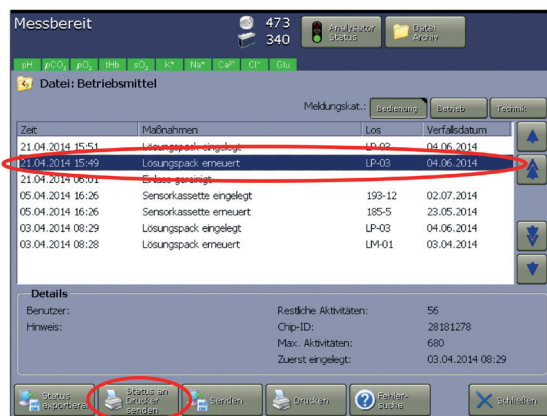 Messbereit
473
340
Analysator Status
Datei Archiv
pH pCO₂ pO₂ tHb sO₂ K⁺ Na⁺ Ca²⁺ Cl⁻ Glu
Datei: Betriebsmittel
Meldungskat.: Bedienung Betrieb Technik
Zeit Maßnahmen Los Verfallsdatum
21.04.2014 15:51 Lösungspack eingelegt LP-03 04.06.2014
21.04.2014 15:49 Lösungspack erneuert LP-03 04.06.2014
21.04.2014 06:01 Einlass gereinigt
05.04.2014 16:26 Sensorkassette eingelegt 193-12 02.07.2014
05.04.2014 16:26 Sensorkassette erneuert 185-5 23.05.2014
03.04.2014 08:29 Lösungspack eingelegt LP-03 04.06.2014
03.04.2014 08:28 Lösungspack erneuert LM-01 03.04.2014
Details
Benutzer: Restliche Aktivitäten: 56
Hinweis: Chip-ID: 28181278
Max. Aktivitäten: 680
Zuerst eingelegt: 03.04.2014 08:29
Status exportieren
Status an Drucker senden
Senden
Drucken
Fehler-suche
Schließen